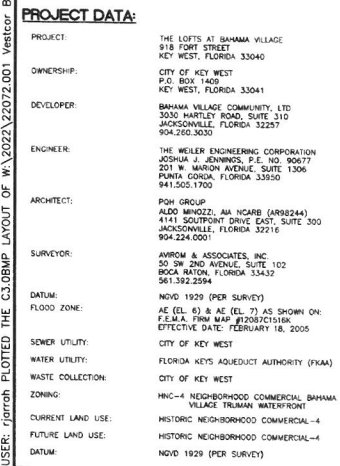 USER: rjarrah PLOTTED THE C3.0BMP LAYOUT OF W:\2022\22072.001 Vestcor B
PROJECT DATA:
PROJECT: THE LOFTS AT BAHAMA VILLAGE
918 FORT STREET
KEY WEST, FLORIDA 33040
OWNERSHIP: CITY OF KEY WEST
P.O. BOX 1409
KEY WEST, FLORIDA 33041
DEVELOPER: BAHAMA VILLAGE COMMUNITY, LTD
3030 HARTLEY ROAD, SUITE 310
JACKSONVILLE, FLORIDA 32257
904.260.3030
ENGINEER: THE WEILER ENGINEERING CORPORATION
JOSHUA J. JENNINGS, P.E. NO. 90677
201 W. MARION AVENUE, SUITE 1306
PUNTA GORDA, FLORIDA 33950
941.505.1700
ARCHITECT: PQH GROUP
ALDO MINOZZI, AIA NCARB (AR98244)
4141 SOUTPOINT DRIVE EAST, SUITE 300
JACKSONVILLE, FLORIDA 32216
904.224.0001
SURVEYOR: AVIROM & ASSOCIATES, INC.
50 SW 2ND AVENUE, SUITE 102
BOCA RATON, FLORIDA 33432
561.392.2594
DATUM: NGVD 1929 (PER SURVEY)
FLOOD ZONE: AE (EL. 6) & AE (EL. 7) AS SHOWN ON:
F.E.M.A. FIRM MAP #12087C1516K
EFFECTIVE DATE: FEBRUARY 18, 2005
SEWER UTILITY: CITY OF KEY WEST
WATER UTILITY: FLORIDA KEYS AQUEDUCT AUTHORITY (FKAA)
WASTE COLLECTION: CITY OF KEY WEST
ZONING: HNC-4 NEIGHBORHOOD COMMERCIAL BAHAMA
VILLAGE TRUMAN WATERFRONT
CURRENT LAND USE: HISTORIC NEIGHBORHOOD COMMERCIAL-4
FUTURE LAND USE: HISTORIC NEIGHBORHOOD COMMERCIAL-4
DATUM: NGVD 1929 (PER SURVEY)